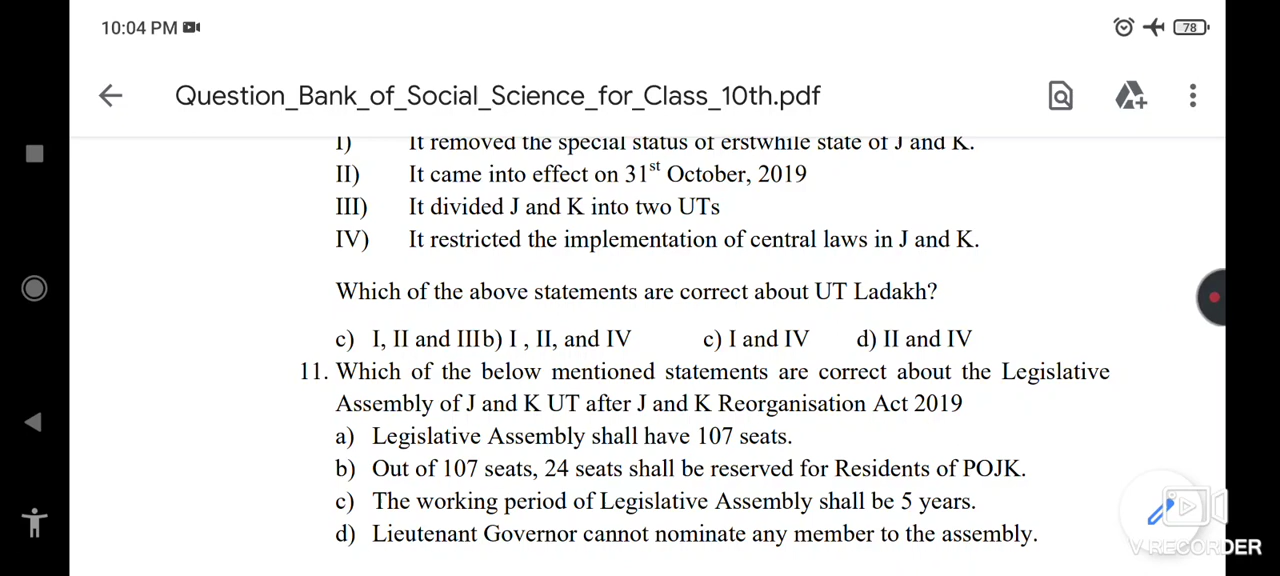 10:04 PM
78
Question_Bank_of_Social_Science_for_Class_10th.pdf
I) It removed the special status of erstwhile state of J and K.
II) It came into effect on 31st October, 2019
III) It divided J and K into two UTs
IV) It restricted the implementation of central laws in J and K.
Which of the above statements are correct about UT Ladakh?
c) I, II and IIIb) I , II, and IV c) I and IV d) II and IV
11. Which of the below mentioned statements are correct about the Legislative
Assembly of J and K UT after J and K Reorganisation Act 2019
a) Legislative Assembly shall have 107 seats.
b) Out of 107 seats, 24 seats shall be reserved for Residents of POJK.
c) The working period of Legislative Assembly shall be 5 years.
d) Lieutenant Governor cannot nominate any member to the assembly.
V RECORDER